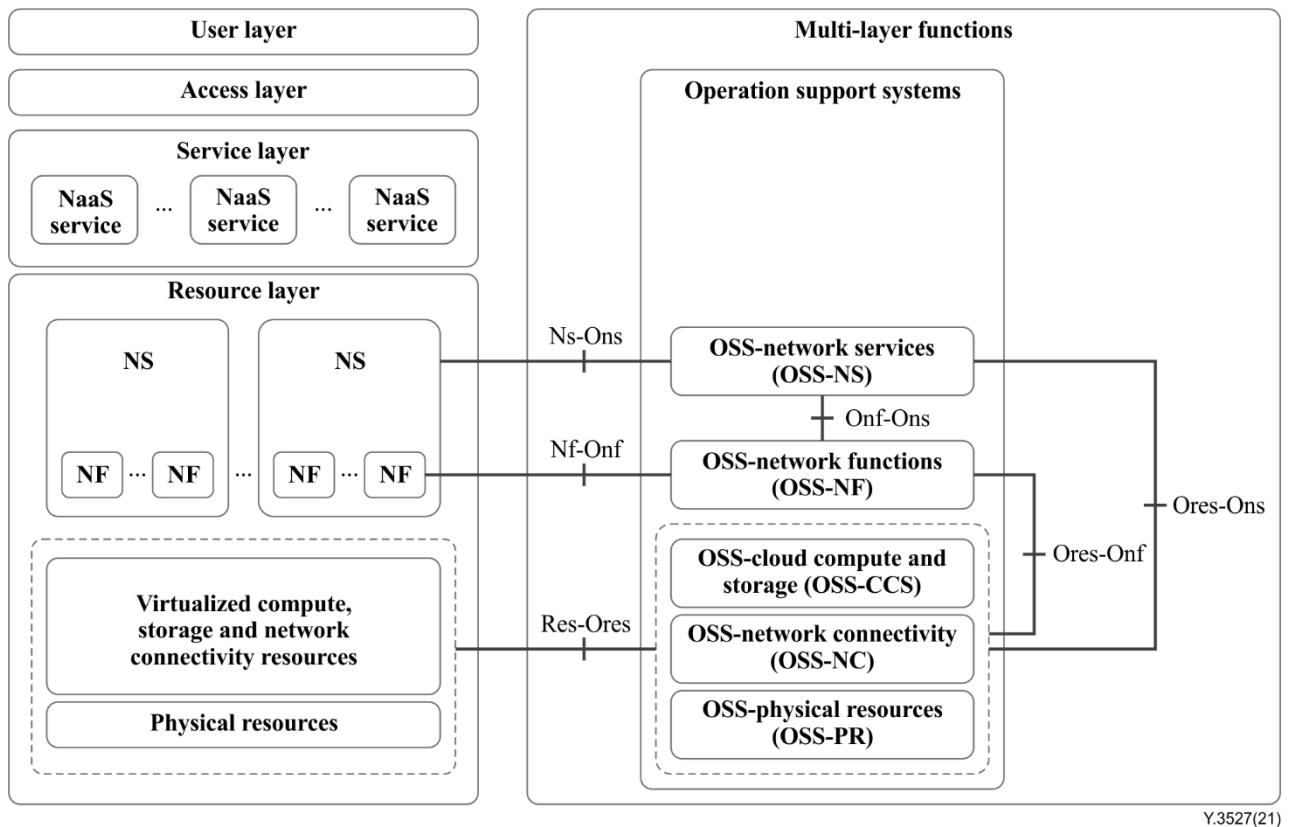 User layer
Access layer
Service layer
NaaS
service
...
NaaS
service
...
NaaS
service
Resource layer
NS
NS
NF
...
NF
...
NF
...
NF
Virtualized compute,
storage and network
connectivity resources
Physical resources
Ns-Ons
Nf-Onf
Res-Ores
Multi-layer functions
Operation support systems
OSS-network services
(OSS-NS)
Onf-Ons
OSS-network functions
(OSS-NF)
OSS-cloud compute and
storage (OSS-CCS)
OSS-network connectivity
(OSS-NC)
OSS-physical resources
(OSS-PR)
Ores-Onf
Ores-Ons
Y.3527(21)